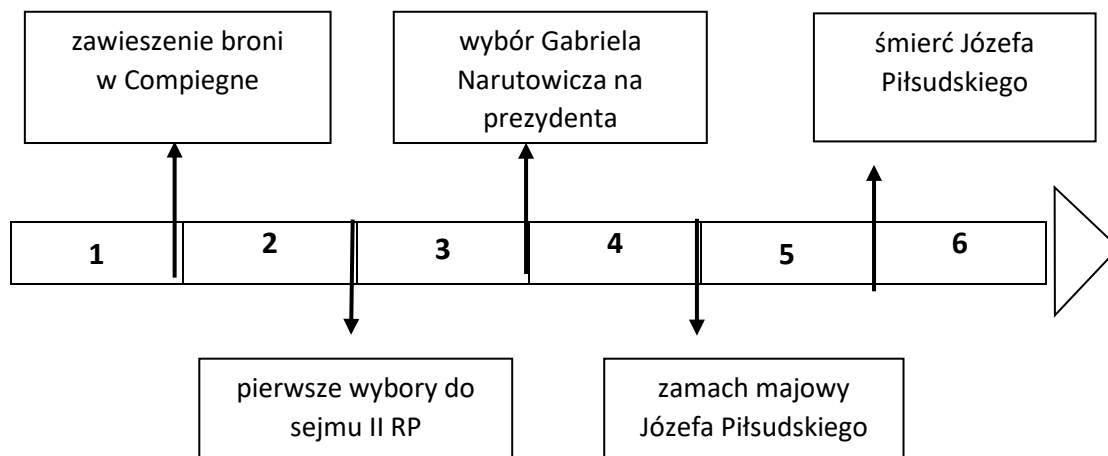 zawieszenie broni
w Compiegne
wybór Gabriela
Narutowicza na
prezydenta
śmierć Józefa
Piłsudskiego
1 2 3 4 5 6
pierwsze wybory do
sejmu II RP
zamach majowy
Józefa Piłsudskiego